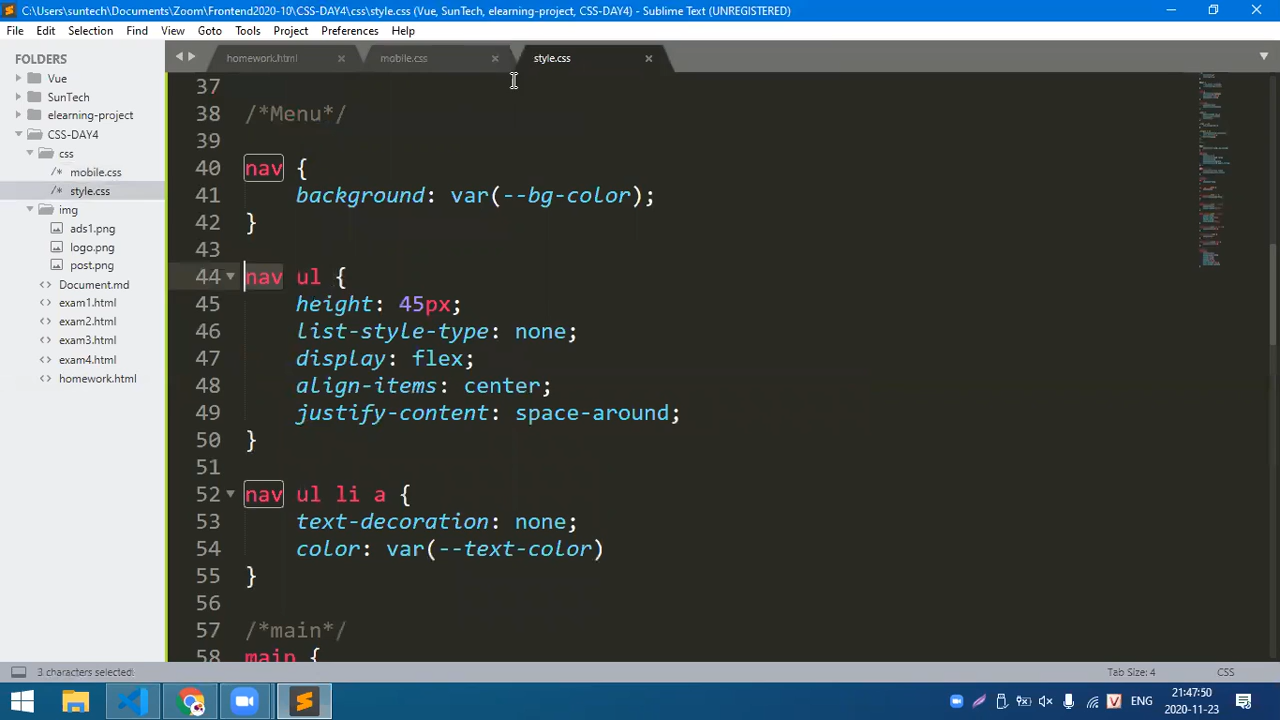 C:\Users\suntech\Documents\Zoom\Frontend2020-10\CSS-DAY4\css\style.css (Vue, SunTech, elearning-project, CSS-DAY4) - Sublime Text (UNREGISTERED)
File Edit Selection Find View Goto Tools Project Preferences Help
FOLDERS
Vue
SunTech
elearning-project
CSS-DAY4
css
/* mobile.css
/* style.css
img
ads1.png
logo.png
post.png
Document.md
exam1.html
exam2.html
exam3.html
exam4.html
homework.html
homework.html mobile.css style.css
37
38 /*Menu*/
39
40 nav {
41 background: var(--bg-color);
42 }
43
44 nav ul {
45 height: 45px;
46 list-style-type: none;
47 display: flex;
48 align-items: center;
49 justify-content: space-around;
50 }
51
52 nav ul li a {
53 text-decoration: none;
54 color: var(--text-color)
55 }
56
57 /*main*/
58 main {
3 characters selected
Tab Size: 4 CSS
ENG
21:47:50
2020-11-23